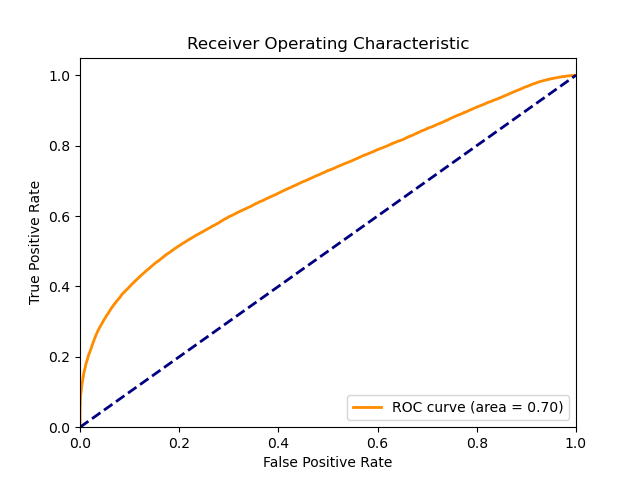 Receiver Operating Characteristic
1.0
0.8
0.6
0.4
0.2
0.0
True Positive Rate
ROC curve (area = 0.70)
0.0 0.2 0.4 0.6 0.8 1.0
False Positive Rate